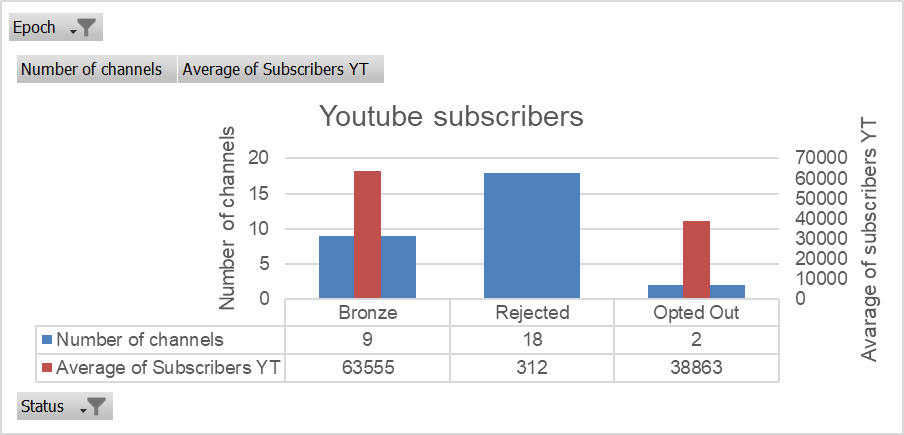 Epoch
Number of channels Average of Subscribers YT
Youtube subscribers
Number of channels
20
15
10
5
0
70000
60000
50000
40000
30000
20000
10000
0
Avarage of subscribers YT
Bronze Rejected Opted Out
Number of channels 9 18 2
Average of Subscribers YT 63555 312 38863
Status